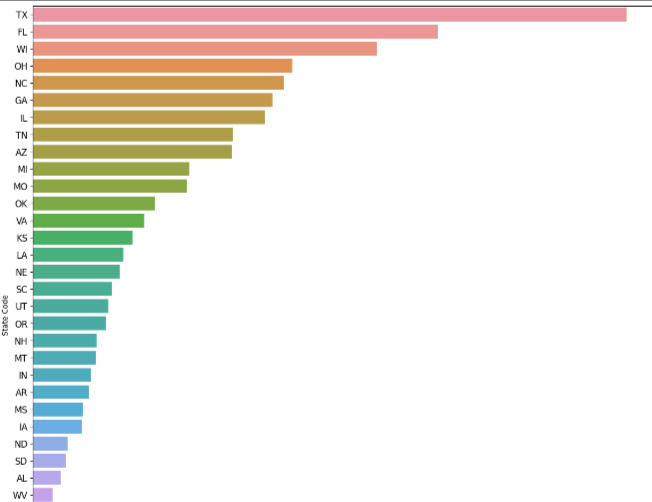 TX
FL
WI
OH
NC
GA
IL
TN
AZ
MI
MO
OK
VA
KS
LA
NE
SC
UT
OR
NH
MT
IN
AR
MS
IA
ND
SD
AL
WV
State Code